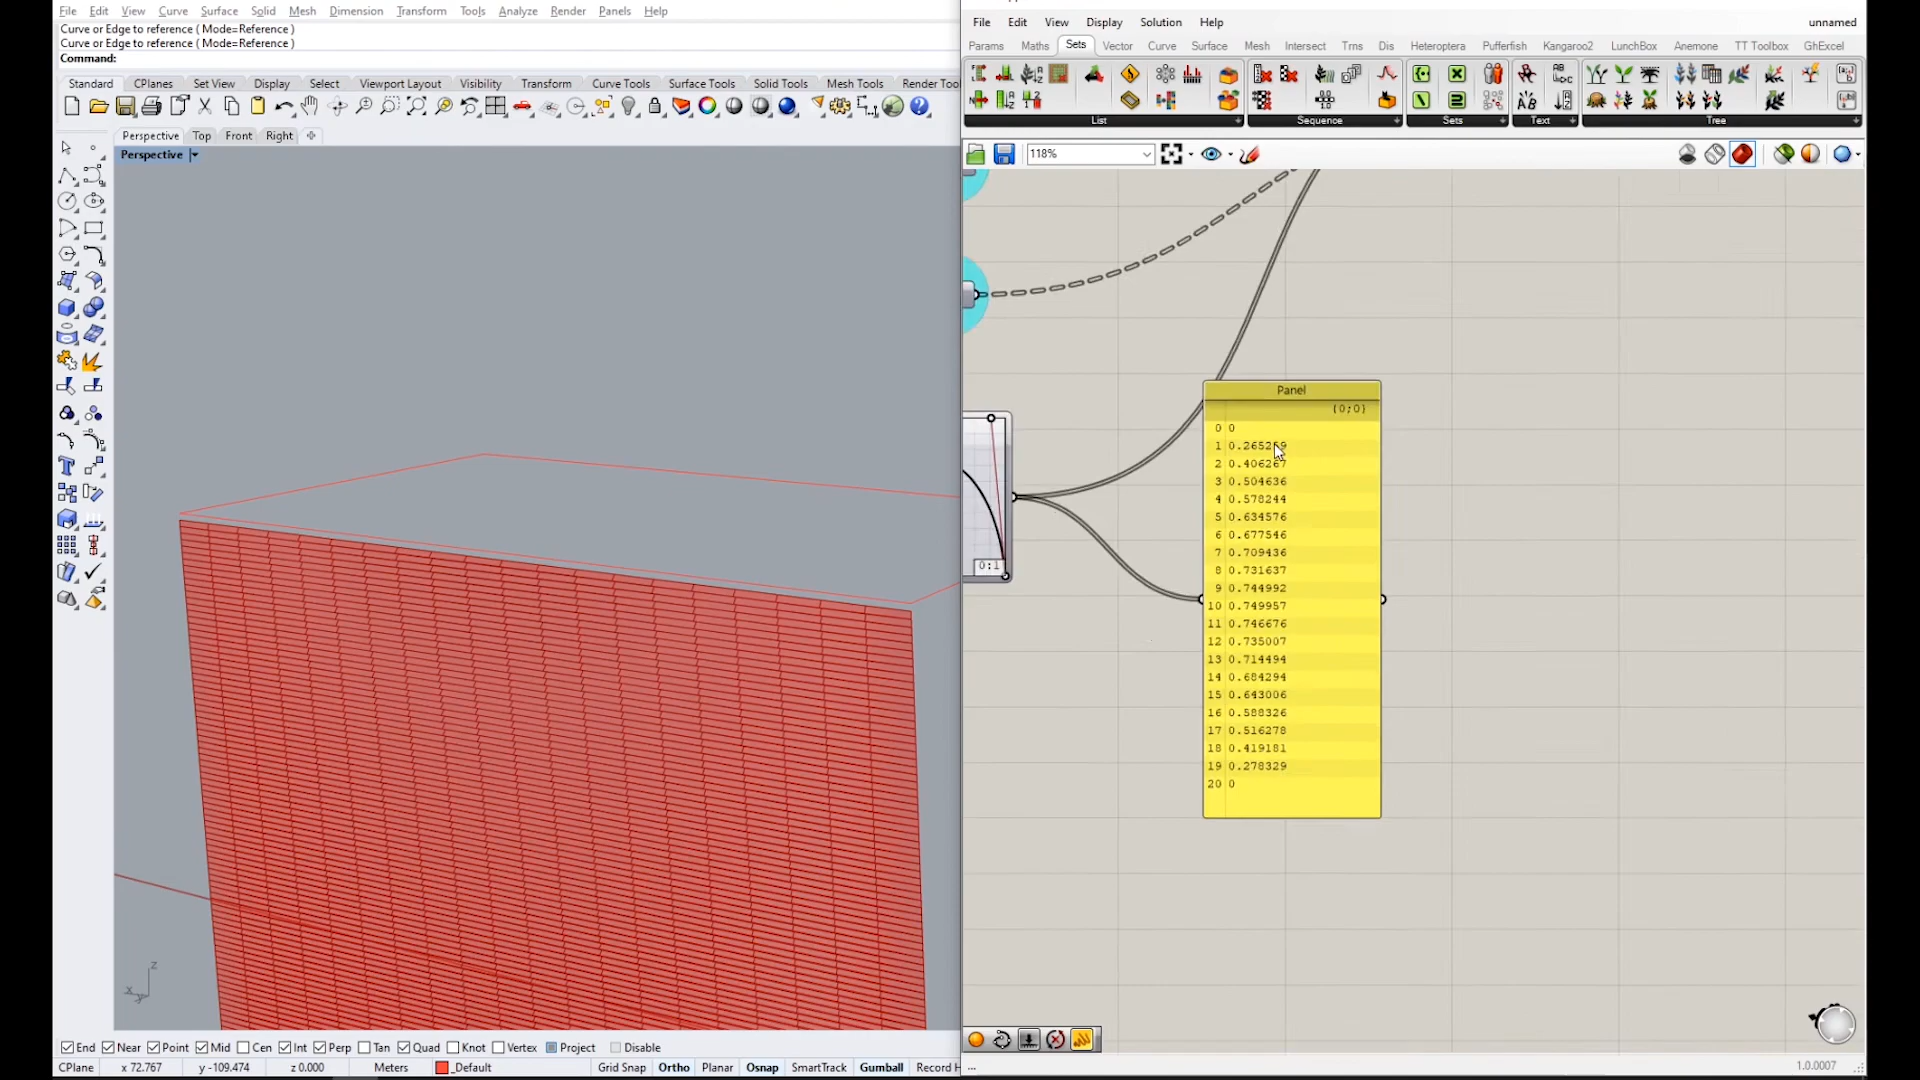 File Edit View Curve Surface Solid Mesh Dimension Transform Tools Analyze Render Panels Help
Curve or Edge to reference ( Mode=Reference )
Curve or Edge to reference ( Mode=Reference )
Command:
Standard CPlanes Set View Display Select Viewport Layout Visibility Transform Curve Tools Surface Tools Solid Tools Mesh Tools Render Too
Perspective Top Front Right
Perspective
z
x
y
End Near Point Mid Cen Int Perp Tan Quad Knot Vertex Project Disable
CPlane x 72.767 y -109.474 z 0.000 Meters _Default Grid Snap Ortho Planar Osnap SmartTrack Gumball Record H
File Edit View Display Solution Help unnamed
Params Maths Sets Vector Curve Surface Mesh Intersect Trns Dis Heteroptera Pufferfish Kangaroo2 LunchBox Anemone TT Toolbox GhExcel
List Sequence Sets Text Tree
118%
0:1
Panel
{0;0}
0 0
1 0.265259
2 0.406267
3 0.504636
4 0.578244
5 0.634576
6 0.677546
7 0.709436
8 0.731637
9 0.744992
10 0.749957
11 0.746676
12 0.735007
13 0.714494
14 0.684294
15 0.643006
16 0.588326
17 0.516278
18 0.419181
19 0.278329
20 0
... 1.0.0007